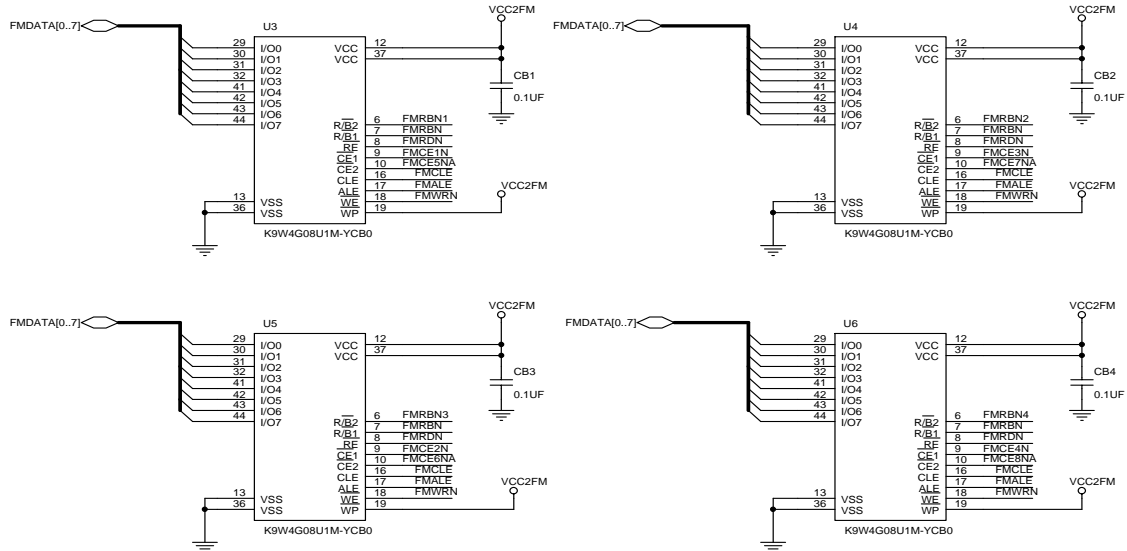 VCC2FM
FMDATA[0..7]
U3
29 I/O0 VCC 12
30 I/O1 VCC 37
31 I/O2
32 I/O3
41 I/O4
42 I/O5
43 I/O6
44 I/O7
CB1
0.1UF
R/B2 6 FMRBN1
R/B1 7 FMRBN
RE 8 FMRDN
CE1 9 FMCE1N
CE2 10 FMCE5NA
CLE 16 FMCLE
ALE 17 FMALE
13 VSS WE 18 FMWRN
36 VSS WP 19
VCC2FM
K9W4G08U1M-YCB0
VCC2FM
FMDATA[0..7]
U4
29 I/O0 VCC 12
30 I/O1 VCC 37
31 I/O2
32 I/O3
41 I/O4
42 I/O5
43 I/O6
44 I/O7
CB2
0.1UF
R/B2 6 FMRBN2
R/B1 7 FMRBN
RE 8 FMRDN
CE1 9 FMCE3N
CE2 10 FMCE7NA
CLE 16 FMCLE
ALE 17 FMALE
13 VSS WE 18 FMWRN
36 VSS WP 19
VCC2FM
K9W4G08U1M-YCB0
VCC2FM
FMDATA[0..7]
U5
29 I/O0 VCC 12
30 I/O1 VCC 37
31 I/O2
32 I/O3
41 I/O4
42 I/O5
43 I/O6
44 I/O7
CB3
0.1UF
R/B2 6 FMRBN3
R/B1 7 FMRBN
RE 8 FMRDN
CE1 9 FMCE2N
CE2 10 FMCE6NA
CLE 16 FMCLE
ALE 17 FMALE
13 VSS WE 18 FMWRN
36 VSS WP 19
VCC2FM
K9W4G08U1M-YCB0
VCC2FM
FMDATA[0..7]
U6
29 I/O0 VCC 12
30 I/O1 VCC 37
31 I/O2
32 I/O3
41 I/O4
42 I/O5
43 I/O6
44 I/O7
CB4
0.1UF
R/B2 6 FMRBN4
R/B1 7 FMRBN
RE 8 FMRDN
CE1 9 FMCE4N
CE2 10 FMCE8NA
CLE 16 FMCLE
ALE 17 FMALE
13 VSS WE 18 FMWRN
36 VSS WP 19
VCC2FM
K9W4G08U1M-YCB0